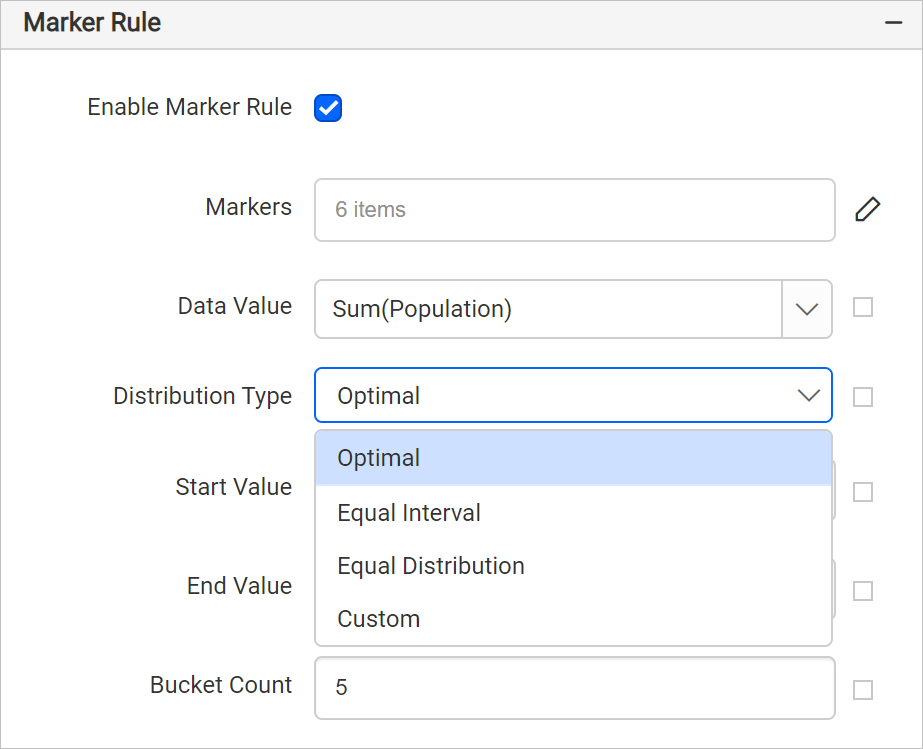 Marker Rule
Enable Marker Rule
Markers
6 items
Data Value
Sum(Population)
Distribution Type
Optimal
Optimal
Start Value
Equal Interval
Equal Distribution
End Value
Custom
Bucket Count
5